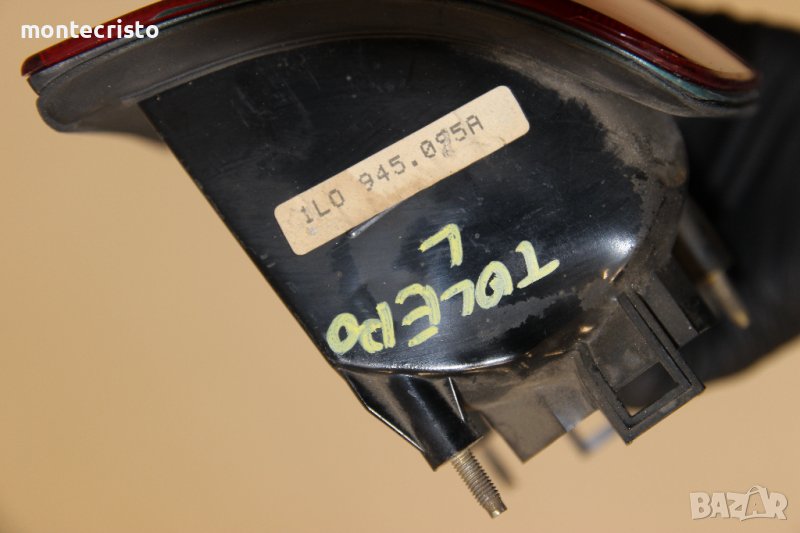 montecristo
1L0 945.095A
TOLEDO
L
BAZAR